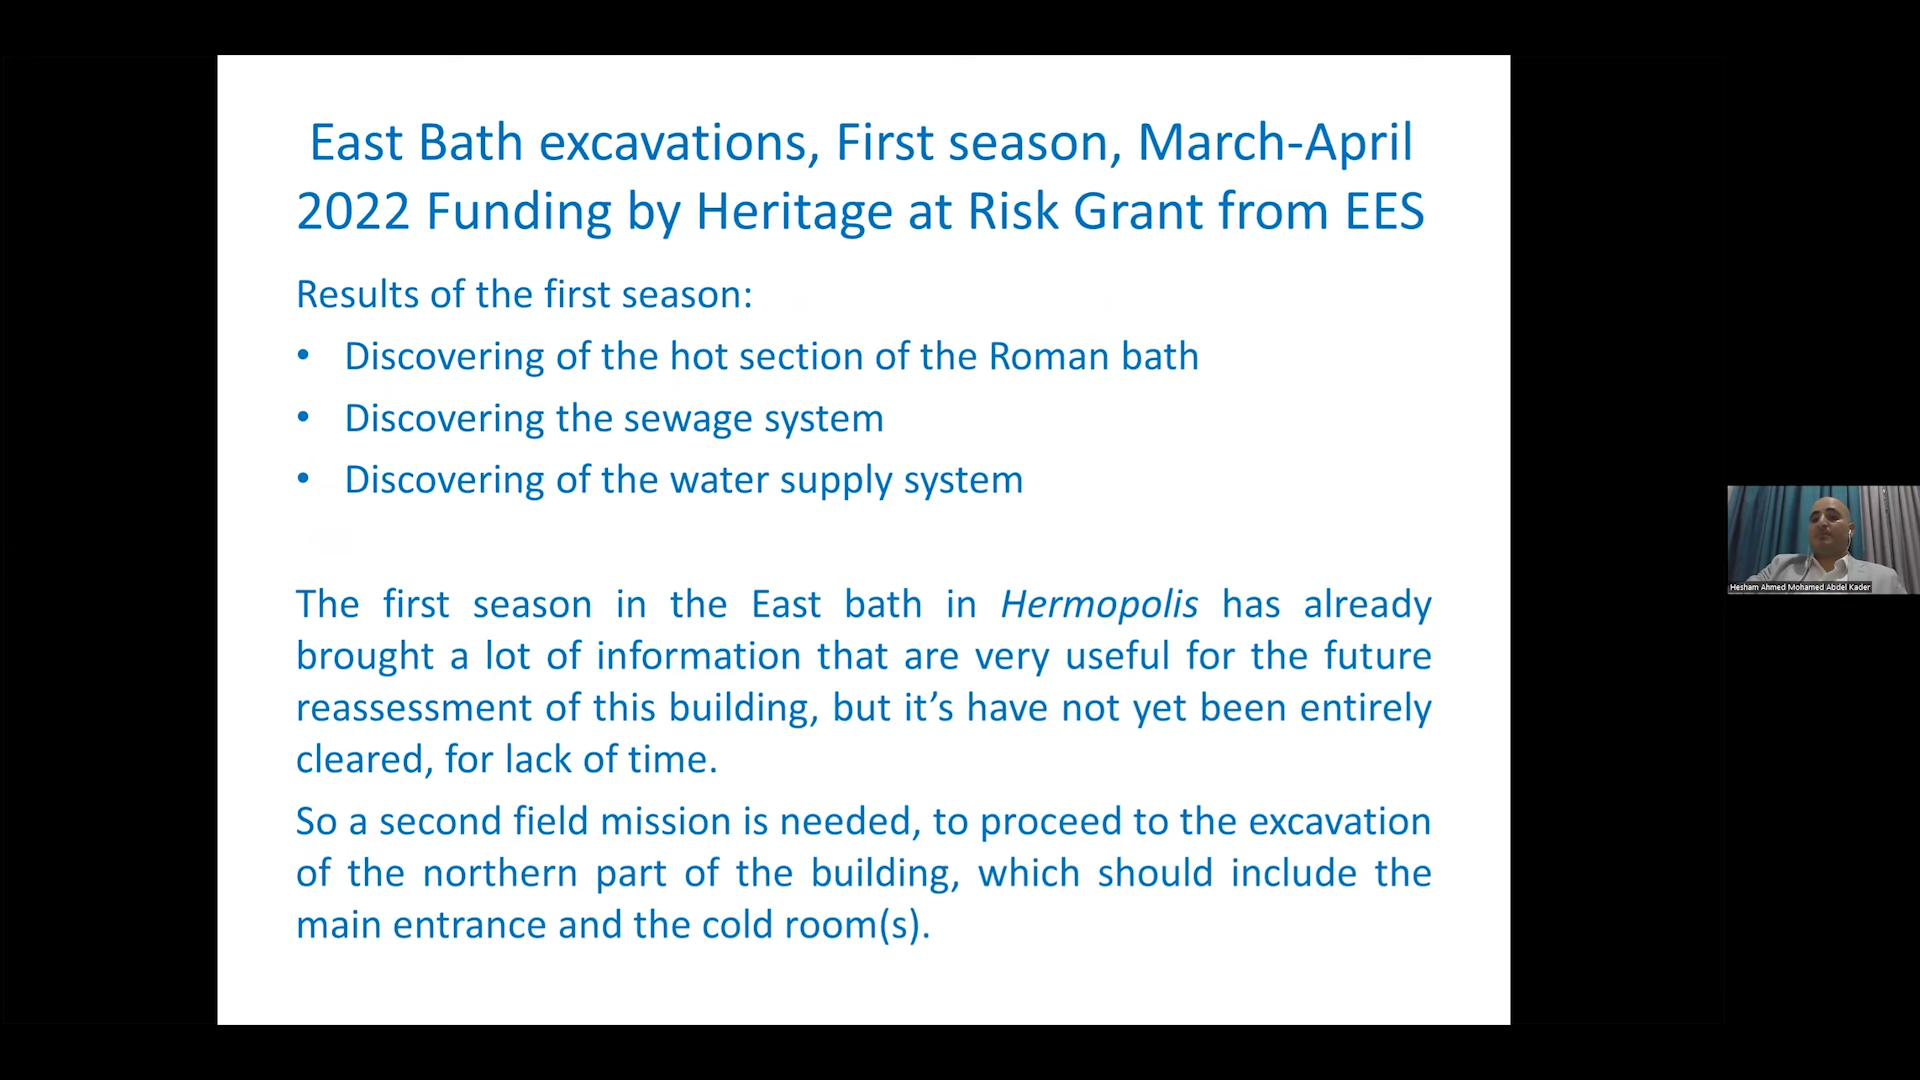 East Bath excavations, First season, March-April
2022 Funding by Heritage at Risk Grant from EES
Results of the first season:
• Discovering of the hot section of the Roman bath
• Discovering the sewage system
• Discovering of the water supply system
The first season in the East bath in Hermopolis has already
brought a lot of information that are very useful for the future
reassessment of this building, but it’s have not yet been entirely
cleared, for lack of time.
So a second field mission is needed, to proceed to the excavation
of the northern part of the building, which should include the
main entrance and the cold room(s).
Hesham Ahmed Mohamed Abdel Kader